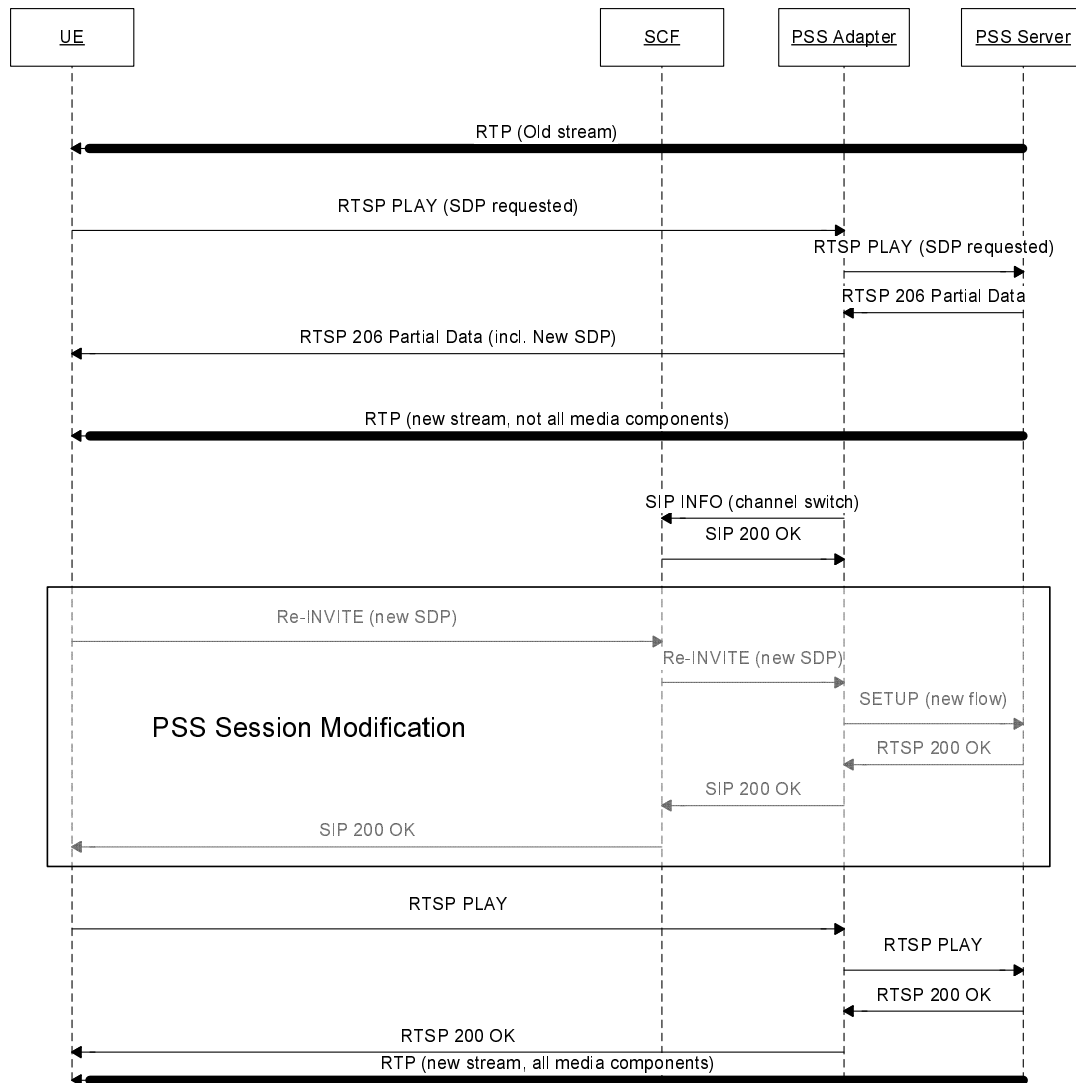 UE
SCF
PSS Adapter
PSS Server
RTP (Old stream)
RTSP PLAY (SDP requested)
RTSP PLAY (SDP requested)
RTSP 206 Partial Data
RTSP 206 Partial Data (incl. New SDP)
RTP (new stream, not all media components)
SIP INFO (channel switch)
SIP 200 OK
Re-INVITE (new SDP)
Re-INVITE (new SDP)
SETUP (new flow)
PSS Session Modification
RTSP 200 OK
SIP 200 OK
SIP 200 OK
RTSP PLAY
RTSP PLAY
RTSP 200 OK
RTSP 200 OK
RTP (new stream, all media components)